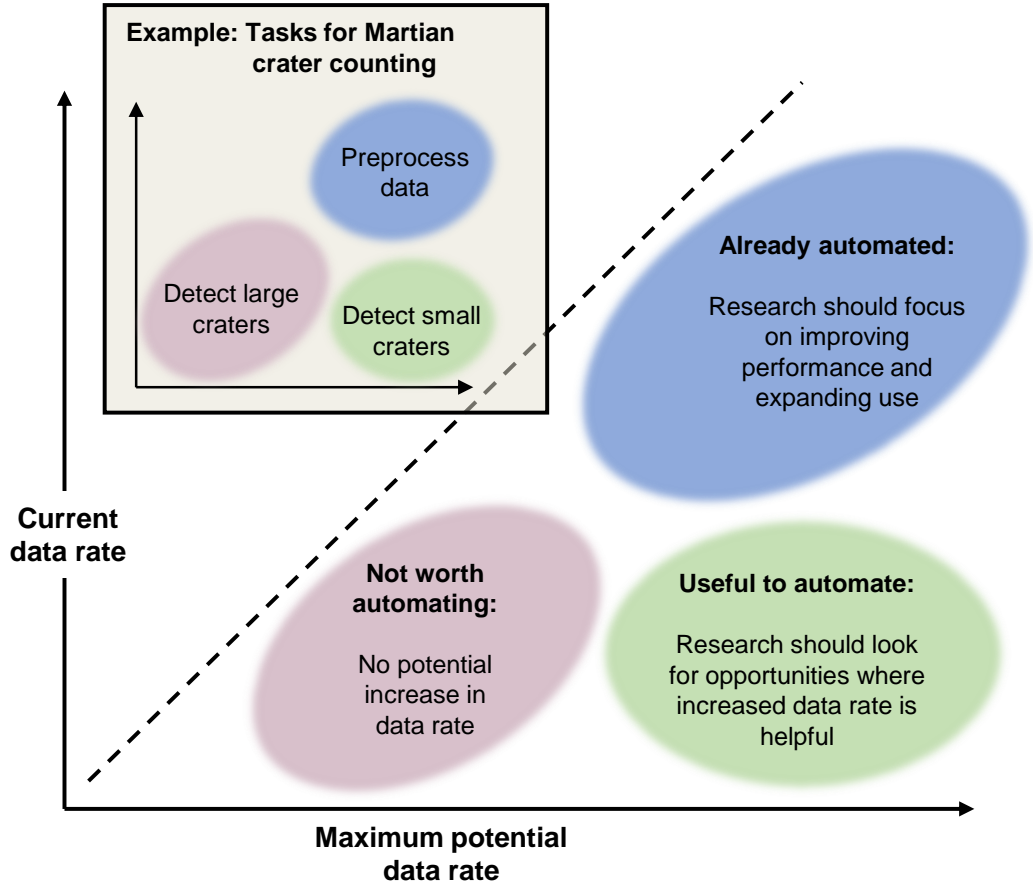 Example: Tasks for Martian
crater counting
Preprocess
data
Detect large
craters
Detect small
craters
Already automated:
Research should focus
on improving
performance and
expanding use
Current
data rate
Not worth
automating:
No potential
increase in
data rate
Useful to automate:
Research should look
for opportunities where
increased data rate is
helpful
Maximum potential
data rate